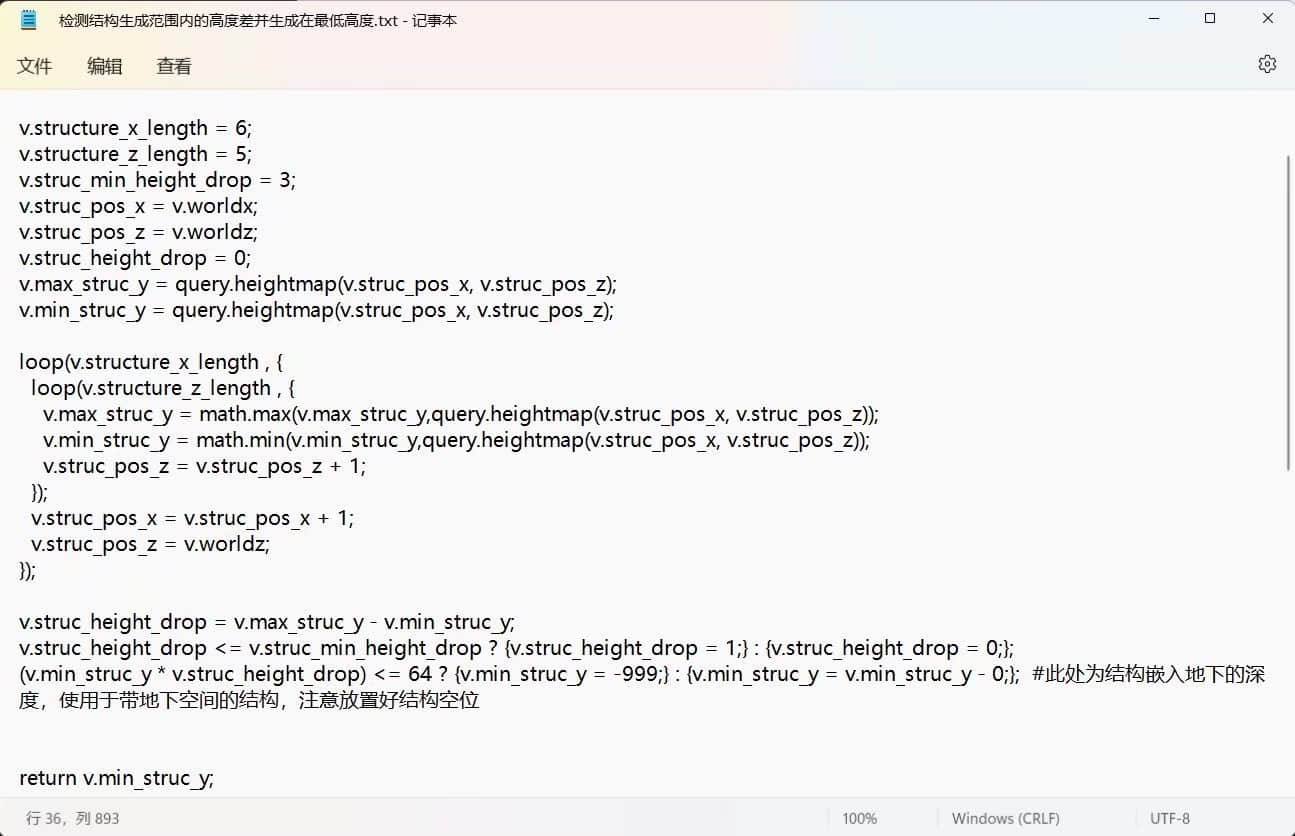 检测结构生成范围内的高度差并生成在最低高度.txt - 记事本
文件 编辑 查看
v.structure_x_length = 6;
v.structure_z_length = 5;
v.struc_min_height_drop = 3;
v.struc_pos_x = v.worldx;
v.struc_pos_z = v.worldz;
v.struc_height_drop = 0;
v.max_struc_y = query.heightmap(v.struc_pos_x, v.struc_pos_z);
v.min_struc_y = query.heightmap(v.struc_pos_x, v.struc_pos_z);
loop(v.structure_x_length , {
loop(v.structure_z_length , {
v.max_struc_y = math.max(v.max_struc_y,query.heightmap(v.struc_pos_x, v.struc_pos_z));
v.min_struc_y = math.min(v.min_struc_y,query.heightmap(v.struc_pos_x, v.struc_pos_z));
v.struc_pos_z = v.struc_pos_z + 1;
});
v.struc_pos_x = v.struc_pos_x + 1;
v.struc_pos_z = v.worldz;
});
v.struc_height_drop = v.max_struc_y - v.min_struc_y;
v.struc_height_drop <= v.struc_min_height_drop ? {v.struc_height_drop = 1;} : {v.struc_height_drop = 0;};
(v.min_struc_y * v.struc_height_drop) <= 64 ? {v.min_struc_y = -999;} : {v.min_struc_y = v.min_struc_y - 0;}; #此处为结构嵌入地下的深
度，使用于带地下空间的结构，注意放置好结构空位
return v.min_struc_y;
行 36，列 893 100% Windows (CRLF) UTF-8